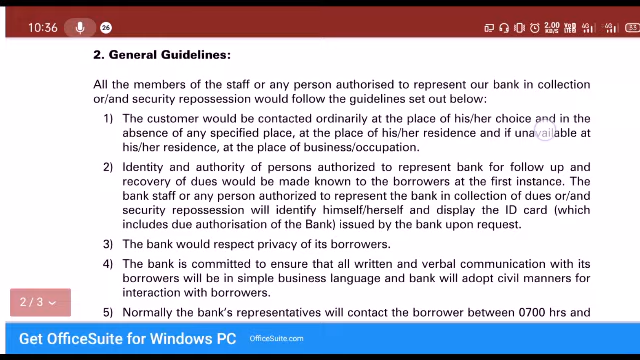 10:36
26
2.00
KB/S
VoD
LTE
4G
4G
33
2. General Guidelines:
All the members of the staff or any person authorised to represent our bank in collection
or/and security repossession would follow the guidelines set out below:
1) The customer would be contacted ordinarily at the place of his/her choice and in the
absence of any specified place, at the place of his/her residence and if unavailable at
his/her residence, at the place of business/occupation.
2) Identity and authority of persons authorized to represent bank for follow up and
recovery of dues would be made known to the borrowers at the first instance. The
bank staff or any person authorized to represent the bank in collection of dues or/and
security repossession will identify himself/herself and display the ID card (which
includes due authorisation of the Bank) issued by the bank upon request.
3) The bank would respect privacy of its borrowers.
4) The bank is committed to ensure that all written and verbal communication with its
borrowers will be in simple business language and bank will adopt civil manners for
interaction with borrowers.
2 / 3
5) Normally the bank's representatives will contact the borrower between 0700 hrs and
Get OfficeSuite for Windows PC OfficeSuite.com